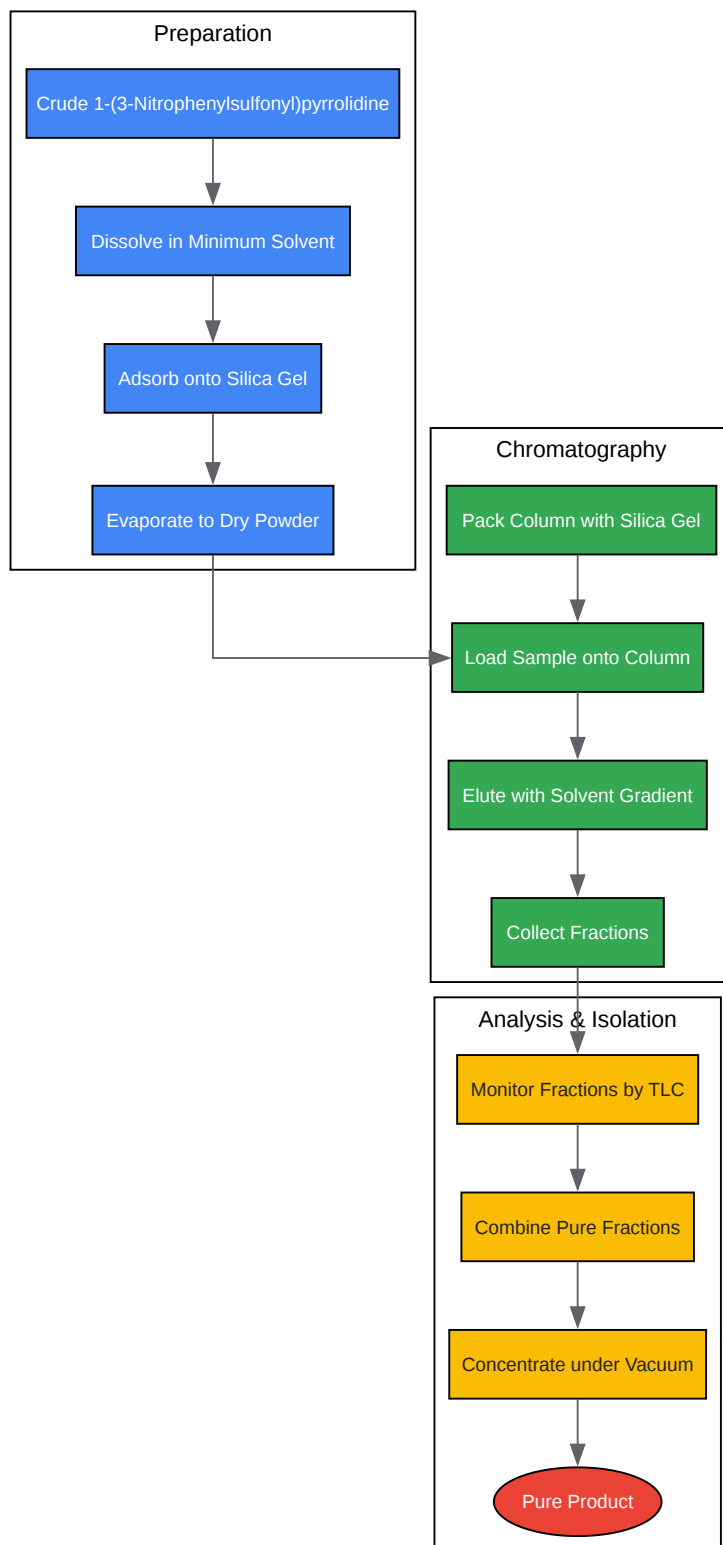 Preparation
Crude 1-(3-Nitrophenylsulfonyl)pyrrolidine
Dissolve in Minimum Solvent
Adsorb onto Silica Gel
Evaporate to Dry Powder
Chromatography
Pack Column with Silica Gel
Load Sample onto Column
Elute with Solvent Gradient
Collect Fractions
Analysis & Isolation
Monitor Fractions by TLC
Combine Pure Fractions
Concentrate under Vacuum
Pure Product